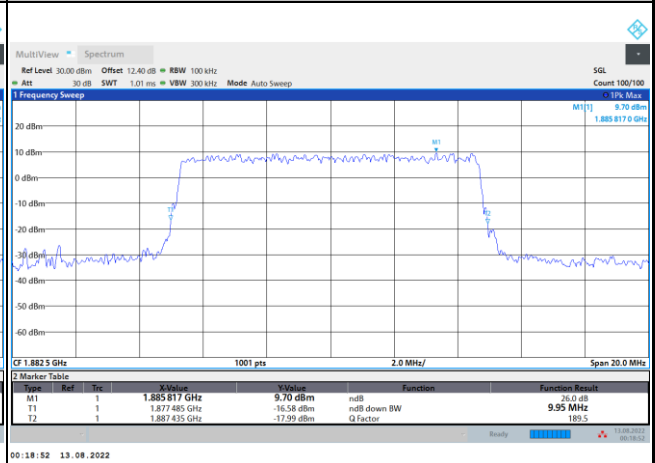 MultiView Spectrum
Ref Level 30.00 dBm Offset 12.40 dB RBW 100 kHz SGL
Att 30 dB SWT 1.01 ms VBW 300 kHz Mode Auto Sweep Count 100/100
1 Frequency Sweep 1Pk Max
M1[1] 9.70 dBm
1.885 817 0 GHz
M1
20 dBm
10 dBm
0 dBm
-10 dBm
T1
T2
-20 dBm
-30 dBm
-40 dBm
-50 dBm
-60 dBm
CF 1.882 5 GHz 1001 pts 2.0 MHz/ Span 20.0 MHz
2 Marker Table
Type Ref Trc X-Value Y-Value Function Function Result
M1 1 1.885 817 GHz 9.70 dBm ndB 26.0 dB
T1 1 1.877 485 GHz -16.58 dBm ndB down BW 9.95 MHz
T2 1 1.887 435 GHz -17.99 dBm Q Factor 189.5
Ready 13.08.2022
00:18:52
00:18:52 13.08.2022